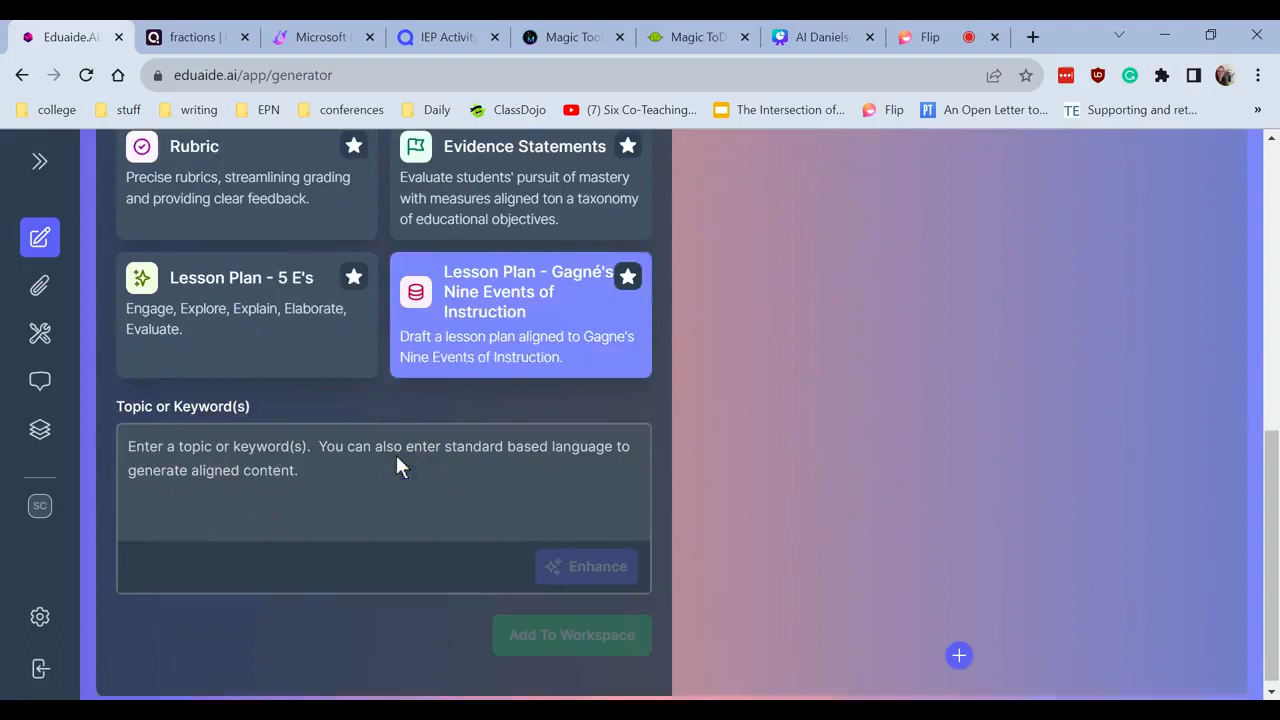 Eduaide.Ai
fractions |
Microsoft
IEP Activity
Magic Tool
Magic ToD
AI Daniels
Flip
eduaide.ai/app/generator
college
stuff
writing
EPN
conferences
Daily
ClassDojo
(7) Six Co-Teaching...
The Intersection of...
Flip
An Open Letter to...
TE
Supporting and ret...
»
Rubric
Precise rubrics, streamlining grading
and providing clear feedback.
Evidence Statements
Evaluate students' pursuit of mastery
with measures aligned ton a taxonomy
of educational objectives.
Lesson Plan - 5 E's
Engage, Explore, Explain, Elaborate,
Evaluate.
Lesson Plan - Gagné's
Nine Events of
Instruction
Draft a lesson plan aligned to Gagne's
Nine Events of Instruction.
Topic or Keyword(s)
Enter a topic or keyword(s). You can also enter standard based language to
generate aligned content.
SC
Enhance
Add To Workspace